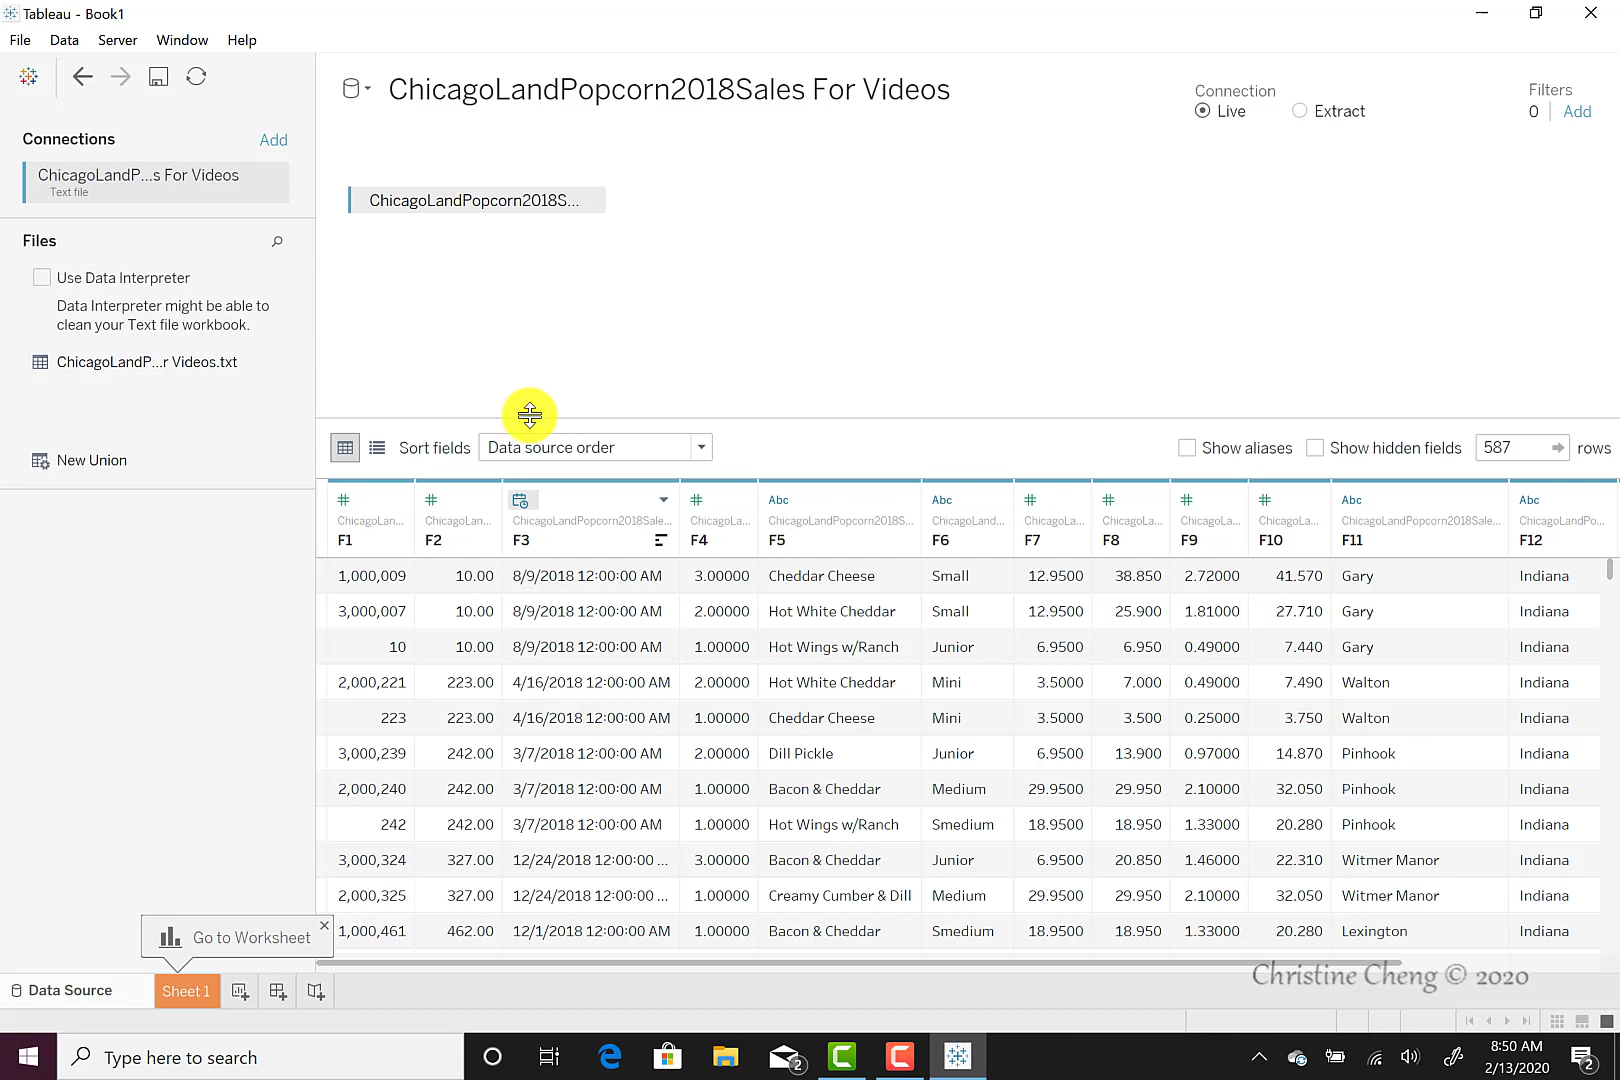 Tableau - Book1
File Data Server Window Help
Connections Add
ChicagoLandP...s For Videos
Text file
Files
Use Data Interpreter
Data Interpreter might be able to
clean your Text file workbook.
ChicagoLandP...r Videos.txt
New Union
ChicagoLandPopcorn2018Sales For Videos
Connection
Live Extract
Filters
0 Add
ChicagoLandPopcorn2018S...
Sort fields Data source order Show aliases Show hidden fields 587 rows
Abc Abc Abc Abc
ChicagoLan... ChicagoLan... ChicagoLandPopcorn2018Sale... ChicagoLa... ChicagoLandPopcorn2018S... ChicagoLand... ChicagoLa... ChicagoLa... ChicagoLa... ChicagoLa... ChicagoLandPopcorn2018Sale... ChicagoLandPo...
F1 F2 F3 F4 F5 F6 F7 F8 F9 F10 F11 F12
1,000,009 10.00 8/9/2018 12:00:00 AM 3.00000 Cheddar Cheese Small 12.9500 38.850 2.72000 41.570 Gary Indiana
3,000,007 10.00 8/9/2018 12:00:00 AM 2.00000 Hot White Cheddar Small 12.9500 25.900 1.81000 27.710 Gary Indiana
10 10.00 8/9/2018 12:00:00 AM 1.00000 Hot Wings w/Ranch Junior 6.9500 6.950 0.49000 7.440 Gary Indiana
2,000,221 223.00 4/16/2018 12:00:00 AM 2.00000 Hot White Cheddar Mini 3.5000 7.000 0.49000 7.490 Walton Indiana
223 223.00 4/16/2018 12:00:00 AM 1.00000 Cheddar Cheese Mini 3.5000 3.500 0.25000 3.750 Walton Indiana
3,000,239 242.00 3/7/2018 12:00:00 AM 2.00000 Dill Pickle Junior 6.9500 13.900 0.97000 14.870 Pinhook Indiana
2,000,240 242.00 3/7/2018 12:00:00 AM 1.00000 Bacon & Cheddar Medium 29.9500 29.950 2.10000 32.050 Pinhook Indiana
242 242.00 3/7/2018 12:00:00 AM 1.00000 Hot Wings w/Ranch Smedium 18.9500 18.950 1.33000 20.280 Pinhook Indiana
3,000,324 327.00 12/24/2018 12:00:00 ... 3.00000 Bacon & Cheddar Junior 6.9500 20.850 1.46000 22.310 Witmer Manor Indiana
2,000,325 327.00 12/24/2018 12:00:00 ... 1.00000 Creamy Cumber & Dill Medium 29.9500 29.950 2.10000 32.050 Witmer Manor Indiana
1,000,461 462.00 12/1/2018 12:00:00 AM 1.00000 Bacon & Cheddar Smedium 18.9500 18.950 1.33000 20.280 Lexington Indiana
Go to Worksheet
Christine Cheng © 2020
Data Source Sheet 1
Type here to search
2
8:50 AM
2/13/2020
2